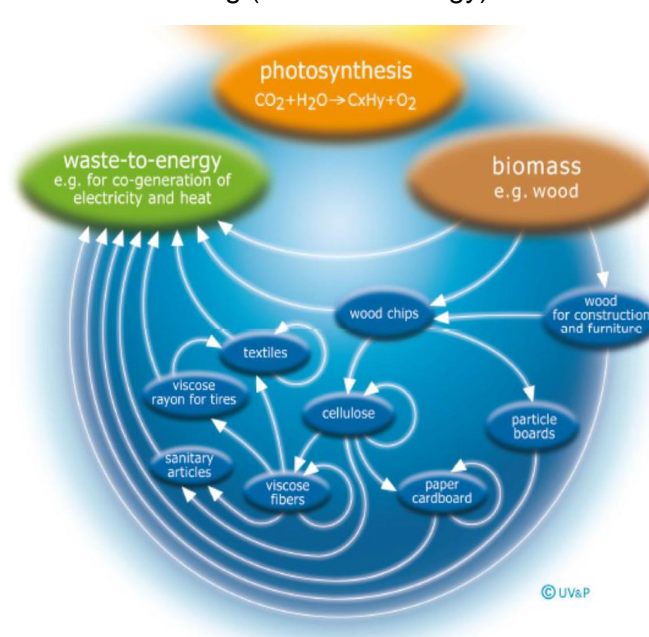 photosynthesis
CO2+H2O→CxHy+O2
waste-to-energy
e.g. for co-generation of
electricity and heat
biomass
e.g. wood
wood chips
wood
for construction
and furniture
textiles
viscose
rayon for tires
cellulose
particle
boards
sanitary
articles
viscose
fibers
paper
cardboard
© UV&P